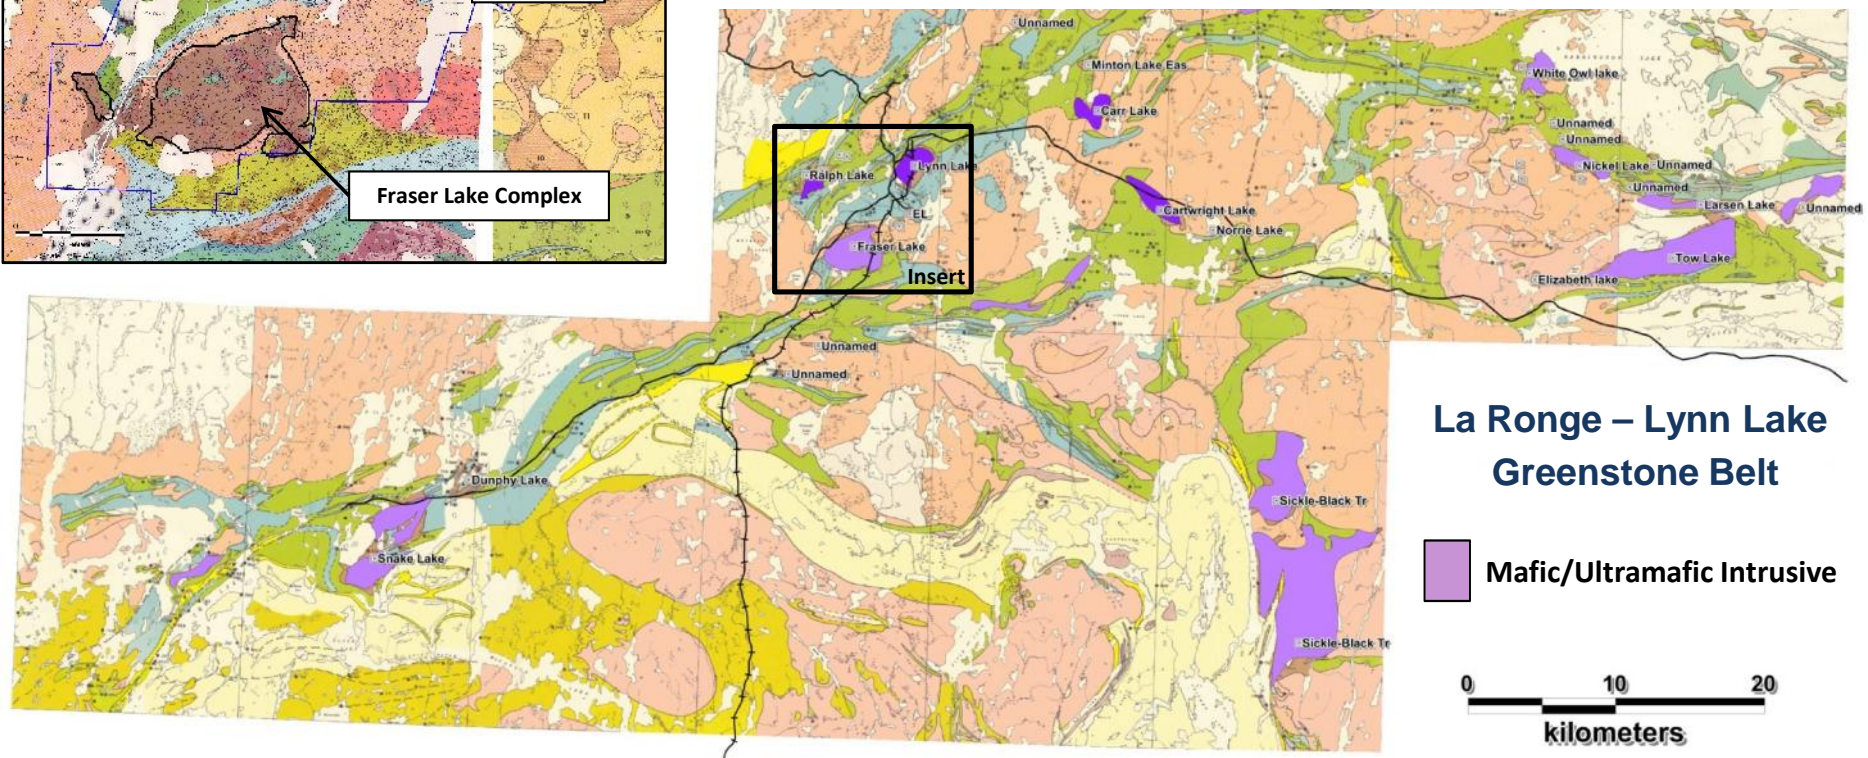 Fraser Lake Complex
Unnamed
Minton Lake Eas
White Owl lake
Carr Lake
Unnamed
Unnamed
Lynn Lake
Ralph Lake
Nickel Lake
Unnamed
Unnamed
Larsen Lake
Unnamed
EL
Cartwright Lake
Norrie Lake
Fraser Lake
Insert
Tow Lake
Elizabeth lake
Unnamed
Unnamed
La Ronge – Lynn Lake
Greenstone Belt
Dunphy Lake
Sickle-Black Tr
Snake Lake
Mafic/Ultramafic Intrusive
Sickle-Black Tr
0 10 20
kilometers